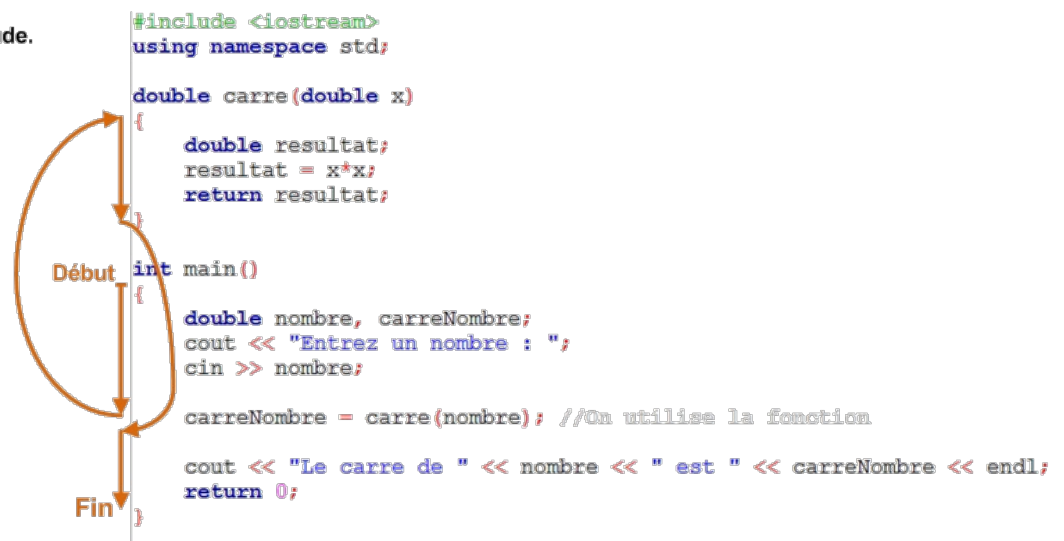 #include <iostream>
using namespace std;
double carre(double x)
{
double resultat;
resultat = x*x;
return resultat;
}
Début
int main()
{
double nombre, carreNombre;
cout << "Entrez un nombre : ";
cin >> nombre;
carreNombre = carre(nombre); //On utilise la fonction
cout << "Le carre de " << nombre << " est " << carreNombre << endl;
return 0;
Fin
}